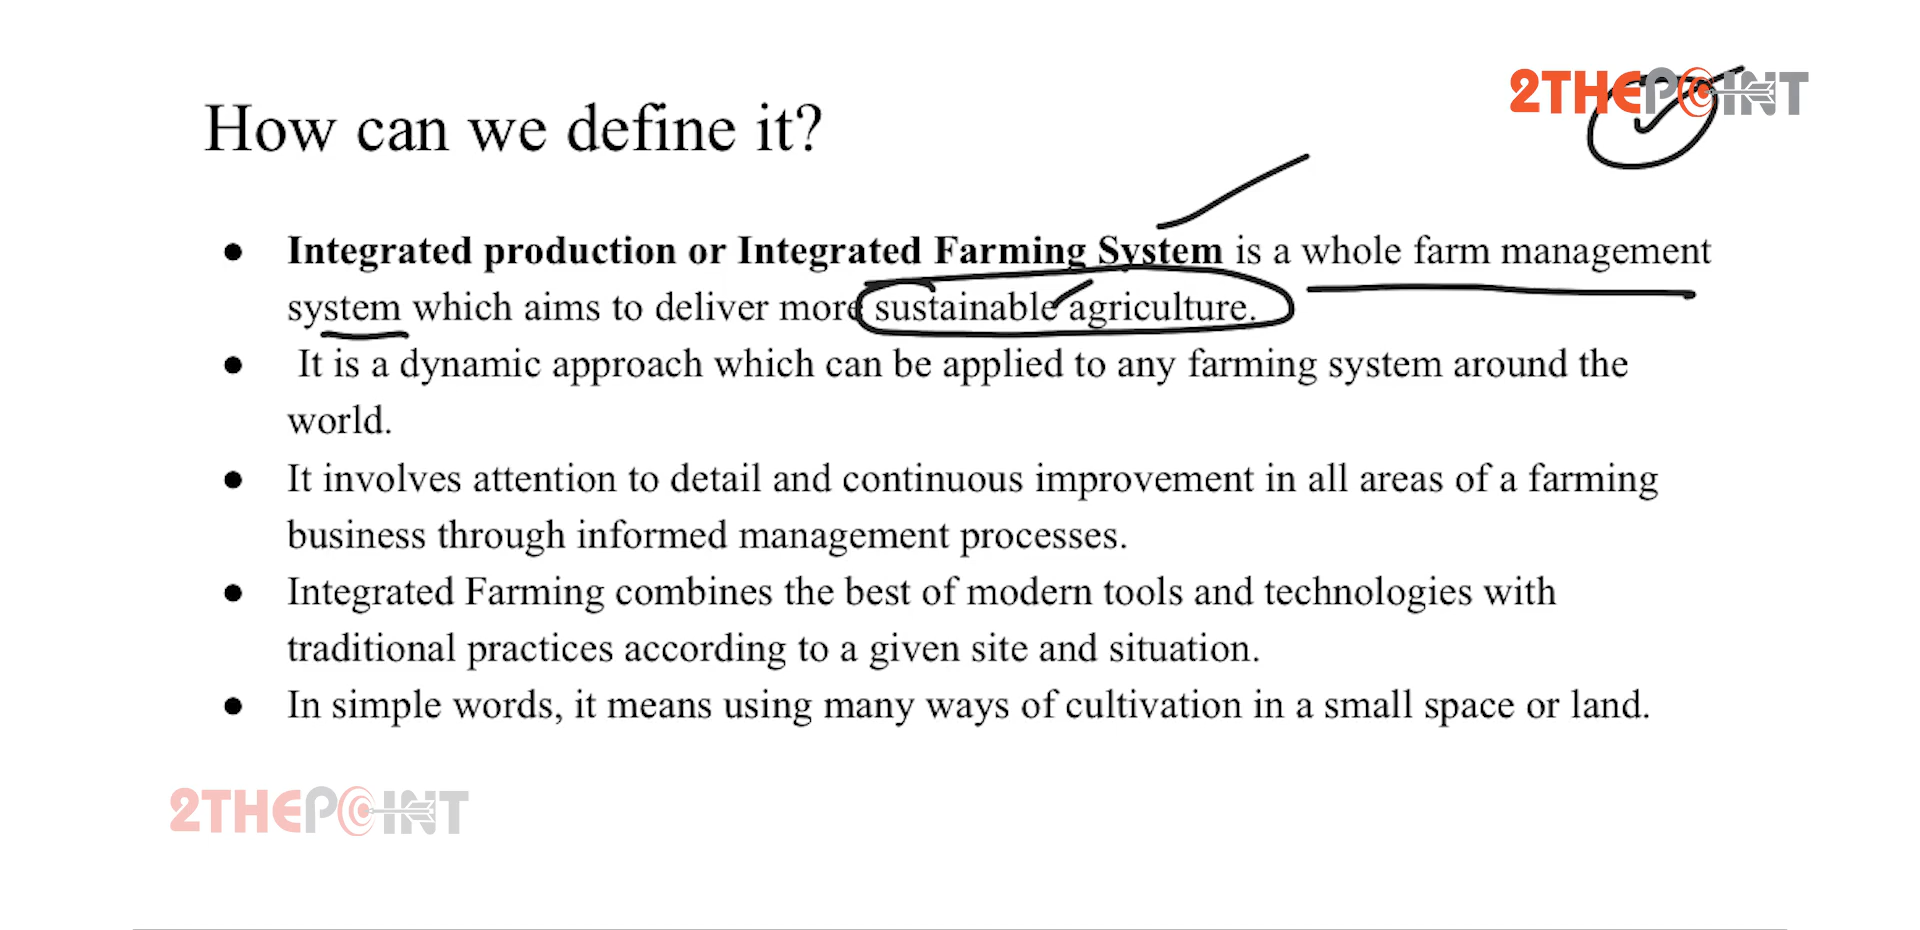 2THEPOINT
How can we define it?
● Integrated production or Integrated Farming System is a whole farm management
system which aims to deliver more sustainable agriculture.
● It is a dynamic approach which can be applied to any farming system around the
world.
● It involves attention to detail and continuous improvement in all areas of a farming
business through informed management processes.
● Integrated Farming combines the best of modern tools and technologies with
traditional practices according to a given site and situation.
● In simple words, it means using many ways of cultivation in a small space or land.
2THEPOINT